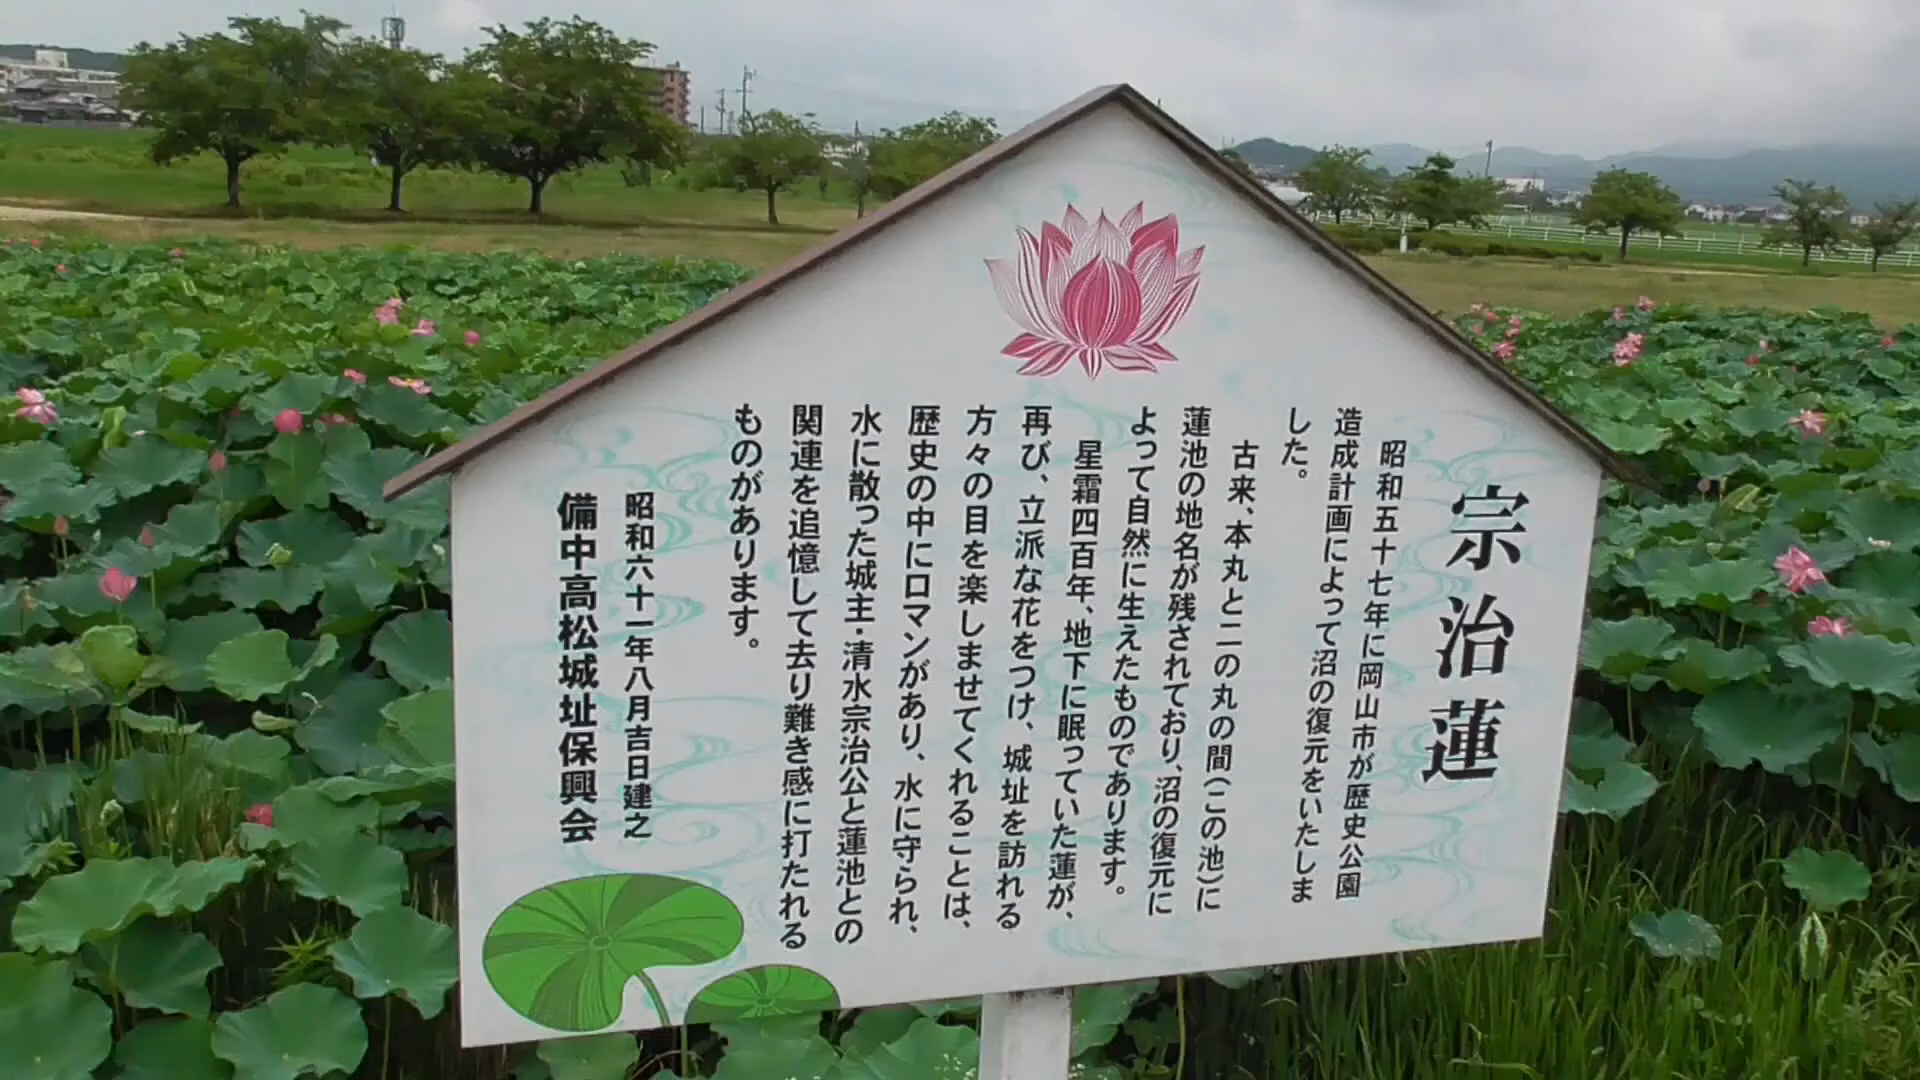 宗治蓮
昭和五十七年に岡山市が歴史公園
造成計画によって沼の復元をいたしま
した。
古来、本丸と二の丸の間(この池)に
蓮池の地名が残されており、沼の復元に
よって自然に生えたものであります。
星霜四百年、地下に眠っていた蓮が、
再び、立派な花をつけ、城址を訪れる
方々の目を楽しませてくれることは、
歴史の中にロマンがあり、水に守られ、
水に散った城主・清水宗治公と蓮池との
関連を追憶して去り難き感に打たれる
ものがあります。
昭和六十一年八月吉日建之
備中高松城址保興会